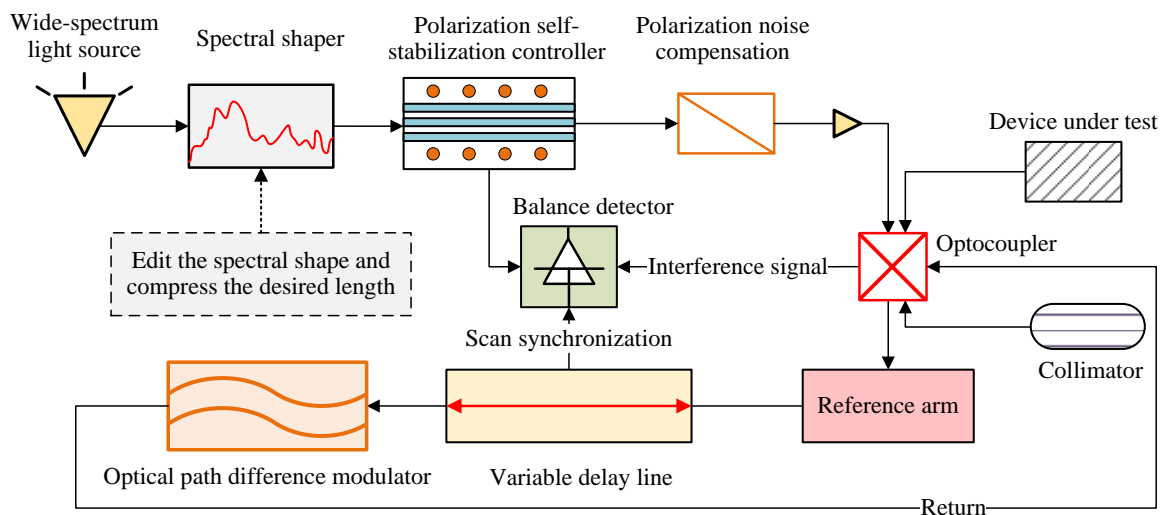 Wide-spectrum
light source
Spectral shaper
Polarization self-
stabilization controller
Polarization noise
compensation
Device under test
Balance detector
Optocoupler
Edit the spectral shape and
compress the desired length
Interference signal
Scan synchronization
Collimator
Reference arm
Optical path difference modulator
Variable delay line
Return